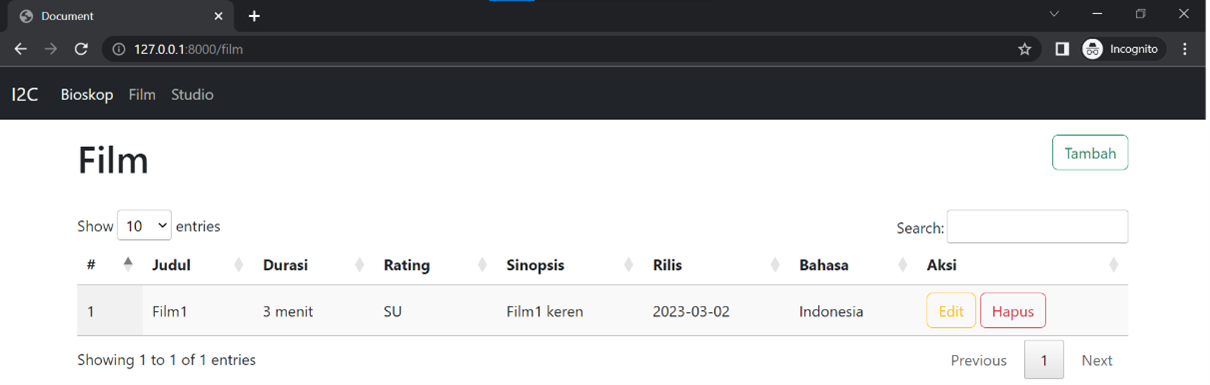 Document
127.0.0.1:8000/film
Incognito
I2C Bioskop Film Studio
Film
Tambah
Show 10 entries
Search:
# Judul Durasi Rating Sinopsis Rilis Bahasa Aksi
1 Film1 3 menit SU Film1 keren 2023-03-02 Indonesia Edit Hapus
Showing 1 to 1 of 1 entries
Previous 1 Next